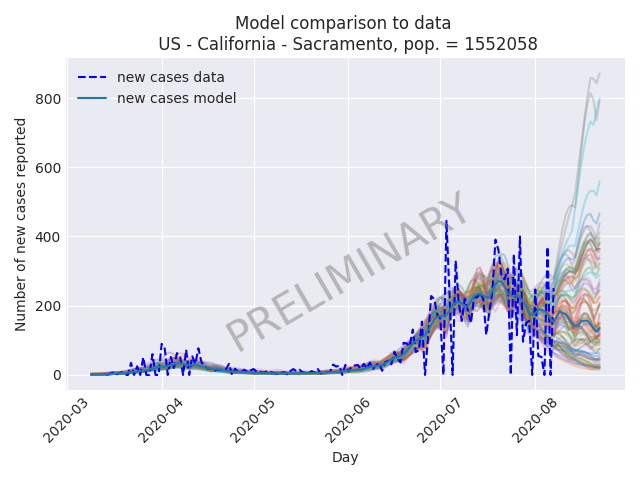 Model comparison to data
US - California - Sacramento, pop. = 1552058
new cases data
new cases model
Number of new cases reported
800
600
400
200
0
PRELIMINARY
2020-03
2020-04
2020-05
2020-06
2020-07
2020-08
Day